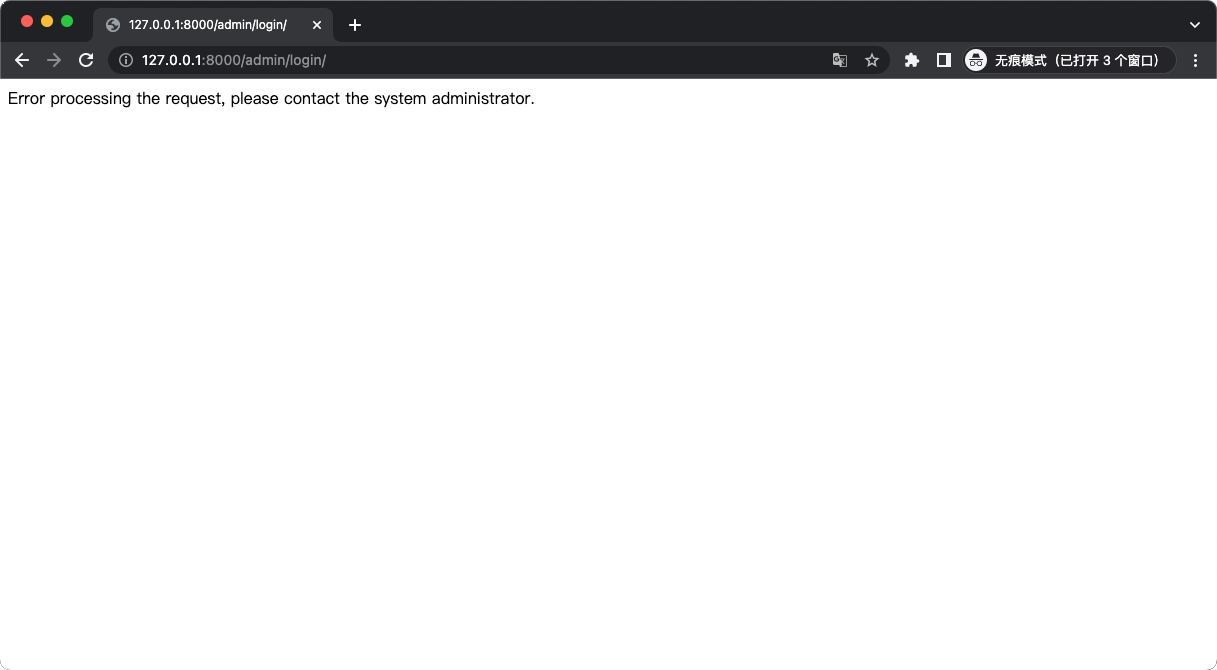 127.0.0.1:8000/admin/login/
127.0.0.1:8000/admin/login/
无痕模式（已打开 3 个窗口）
Error processing the request, please contact the system administrator.